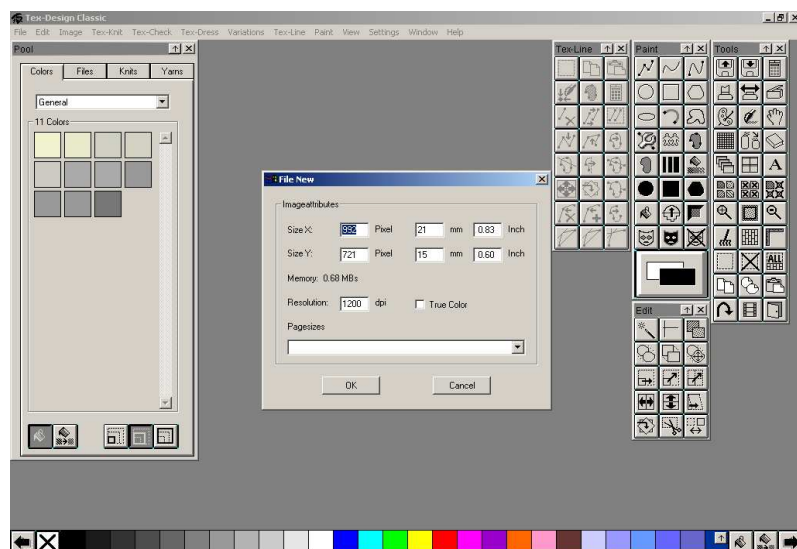 Tex-Design Classic
File Edit Image Tex-Knit Tex-Check Tex-Dress Variations Tex-Line Paint View Settings Window Help
Pool
Colors Files Knits Yarns
General
11 Colors
File New
Imageattributes
Size X: 992 Pixel 21 mm 0.83 Inch
Size Y: 721 Pixel 15 mm 0.60 Inch
Memory: 0.68 MBs
Resolution: 1200 dpi True Color
Pagesizes
OK Cancel
Tex-Line
Paint
Edit
Tools
A
ALL